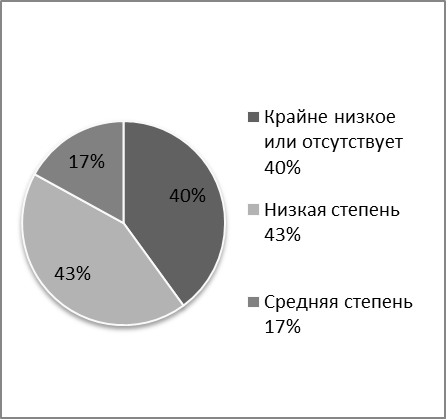 17%
40%
43%
Крайне низкое
или отсутствует
40%
Низкая степень
43%
Средняя степень
17%